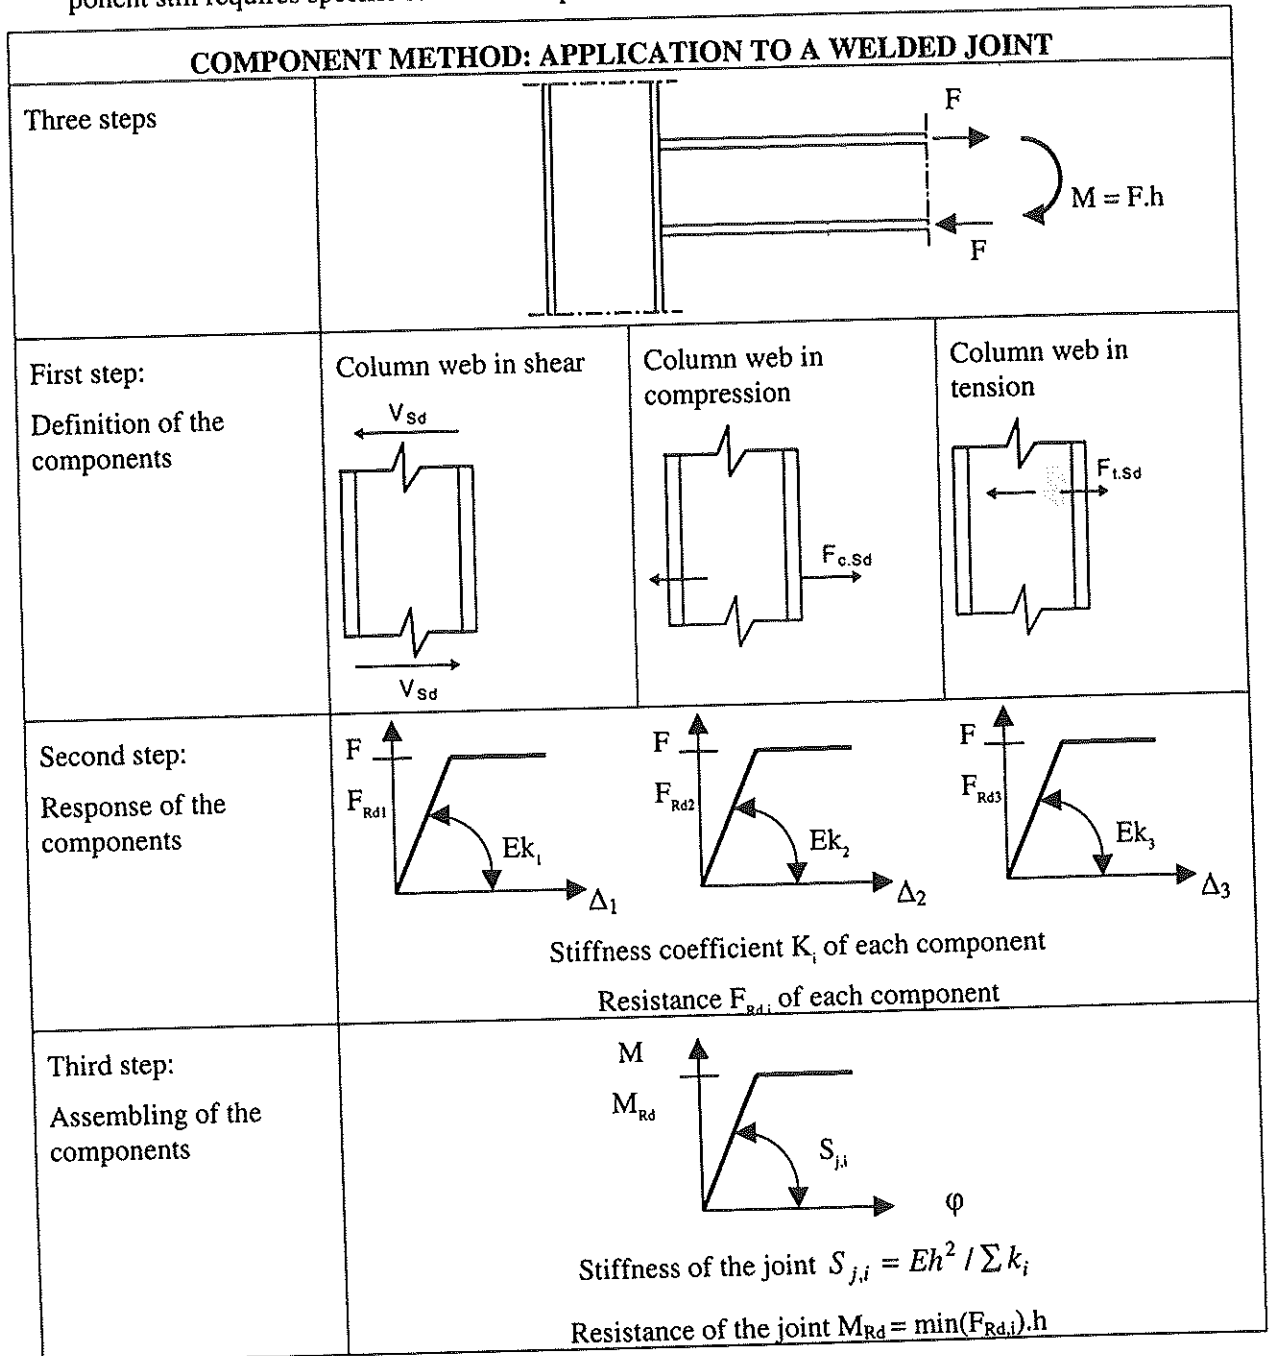 COMPONENT METHOD: APPLICATION TO A WELDED JOINT
Three steps
F
M = F.h
F
First step:
Definition of the
components
Column web in shear
V_Sd
V_Sd
Column web in
compression
F_c.Sd
Column web in
tension
F_t.Sd
Second step:
Response of the
components
F
F_Rd1
Ek_1
Δ_1
F
F_Rd2
Ek_2
Δ_2
F
F_Rd3
Ek_3
Δ_3
Stiffness coefficient K_i of each component
Resistance F_Rd,i of each component
Third step:
Assembling of the
components
M
M_Rd
S_j,i
φ
Stiffness of the joint S_j,i = Eh² / Σ k_i
Resistance of the joint M_Rd = min(F_Rd,i).h